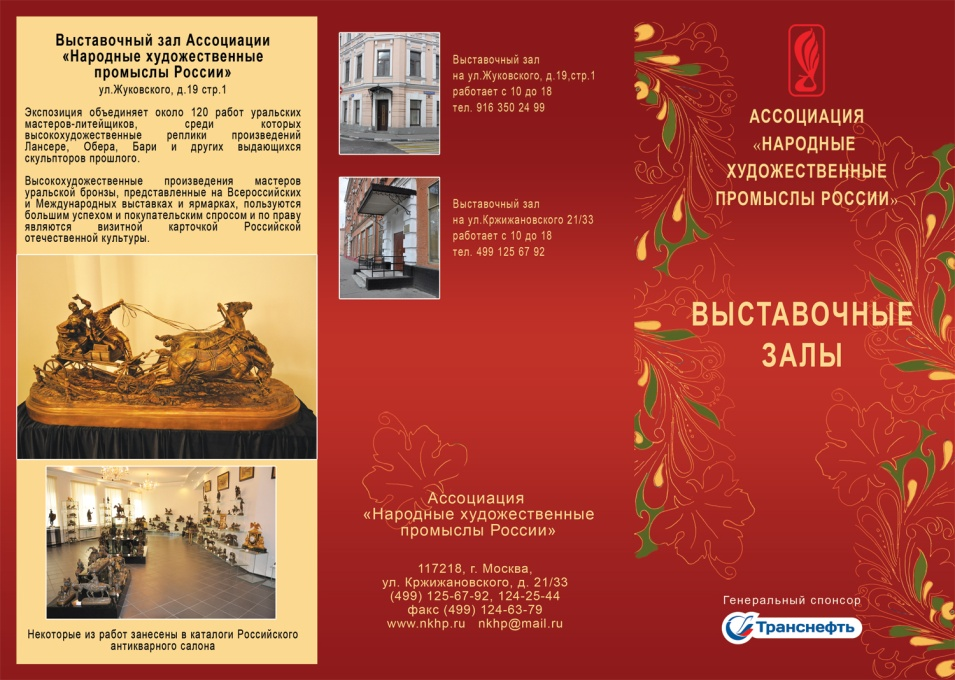 Выставочный зал Ассоциации
«Народные художественные
промыслы России»
ул.Жуковского, д.19 стр.1
Экспозиция объединяет около 120 работ уральских
мастеров-литейщиков, среди которых
высокохудожественные реплики произведений
Лансере, Обера, Бари и других выдающихся
скульпторов прошлого.
Высокохудожественные произведения мастеров
уральской бронзы, представленные на Всероссийских
и Международных выставках и ярмарках, пользуются
большим успехом и покупательским спросом и по праву
являются визитной карточкой Российской
отечественной культуры.
Некоторые из работ занесены в каталоги Российского
антикварного салона
Выставочный зал
на ул.Жуковского, д.19,стр.1
работает с 10 до 18
тел. 916 350 24 99
Выставочный зал
на ул.Кржижановского 21/33
работает с 10 до 18
тел. 499 125 67 92
Ассоциация
«Народные художественные
промыслы России»
117218, г. Москва,
ул. Кржижановского, д. 21/33
(499) 125-67-92, 124-25-44
факс (499) 124-63-79
www.nkhp.ru nkhp@mail.ru
АССОЦИАЦИЯ
«НАРОДНЫЕ
ХУДОЖЕСТВЕННЫЕ
ПРОМЫСЛЫ РОССИИ»
ВЫСТАВОЧНЫЕ
ЗАЛЫ
Генеральный спонсор
Транснефть